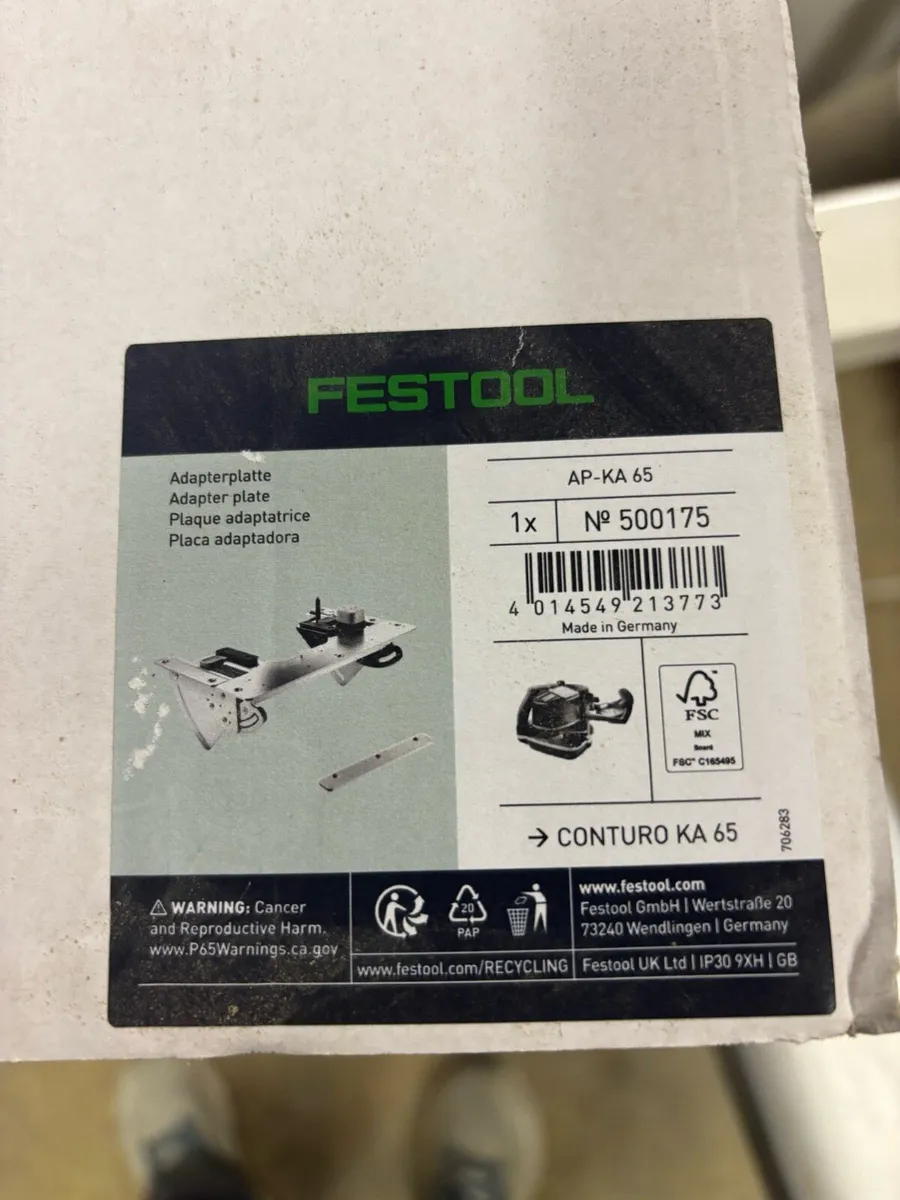 FESTOOL
Adapterplatte
Adapter plate
Plaque adaptatrice
Placa adaptadora
AP-KA 65
1x
Nº 500175
4 014549 213773
Made in Germany
FSC
MIX
Board
FSC™ C165495
→ CONTURO KA 65
706283
⚠ WARNING: Cancer
and Reproductive Harm.
www.P65Warnings.ca.gov
20
PAP
www.festool.com/RECYCLING
www.festool.com
Festool GmbH | Wertstraße 20
73240 Wendlingen | Germany
Festool UK Ltd | IP30 9XH | GB